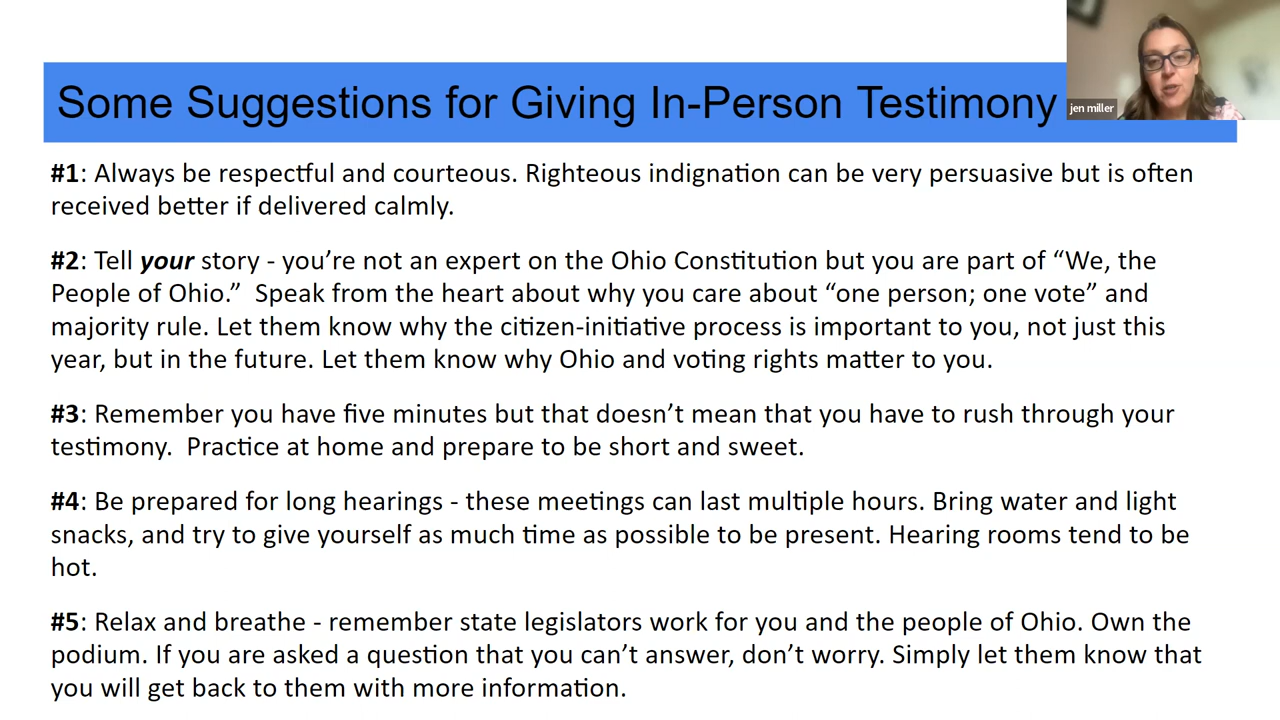 Some Suggestions for Giving In-Person Testimony
jen miller
#1: Always be respectful and courteous. Righteous indignation can be very persuasive but is often
received better if delivered calmly.
#2: Tell your story - you’re not an expert on the Ohio Constitution but you are part of “We, the
People of Ohio.”  Speak from the heart about why you care about “one person; one vote” and
majority rule. Let them know why the citizen-initiative process is important to you, not just this
year, but in the future. Let them know why Ohio and voting rights matter to you.
#3: Remember you have five minutes but that doesn’t mean that you have to rush through your
testimony.  Practice at home and prepare to be short and sweet.
#4: Be prepared for long hearings - these meetings can last multiple hours. Bring water and light
snacks, and try to give yourself as much time as possible to be present. Hearing rooms tend to be
hot.
#5: Relax and breathe - remember state legislators work for you and the people of Ohio. Own the
podium. If you are asked a question that you can’t answer, don’t worry. Simply let them know that
you will get back to them with more information.